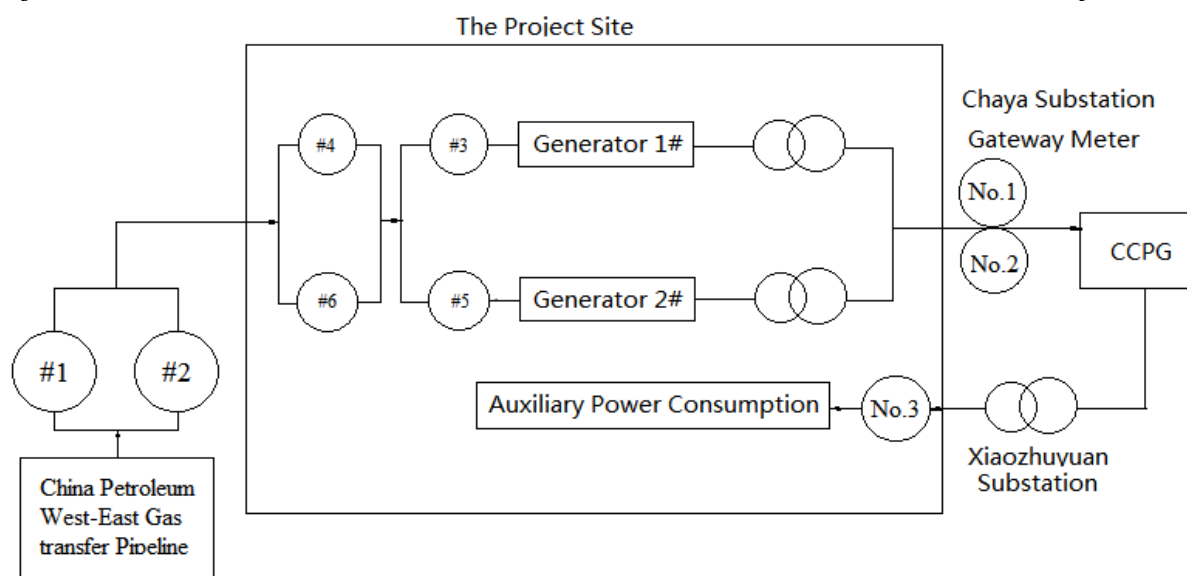 The Project Site
Chaya Substation
Gateway Meter
#4
#3
Generator 1#
No.1
No.2
CCPG
#6
#5
Generator 2#
#1
#2
Auxiliary Power Consumption
No.3
Xiaozhuyuan
Substation
China Petroleum
West-East Gas
transfer Pipeline